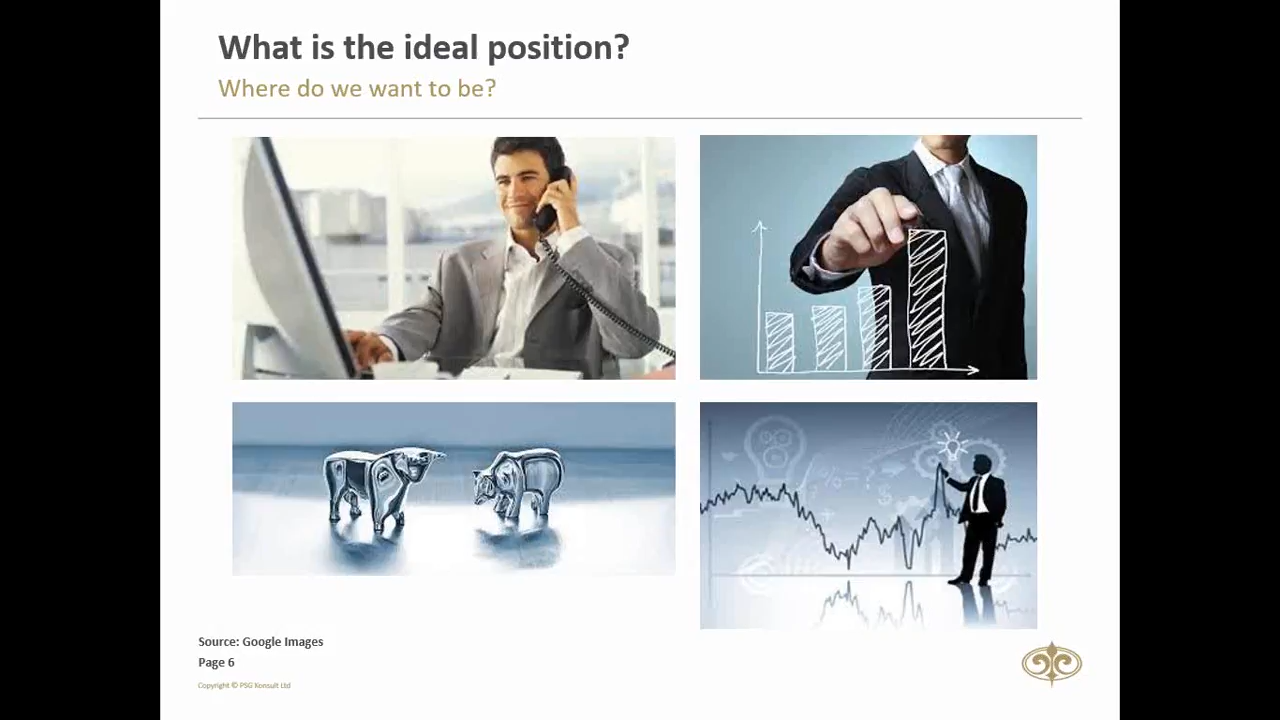 What is the ideal position?
Where do we want to be?
Source: Google Images
Page 6
Copyright © PSG Konsult Ltd